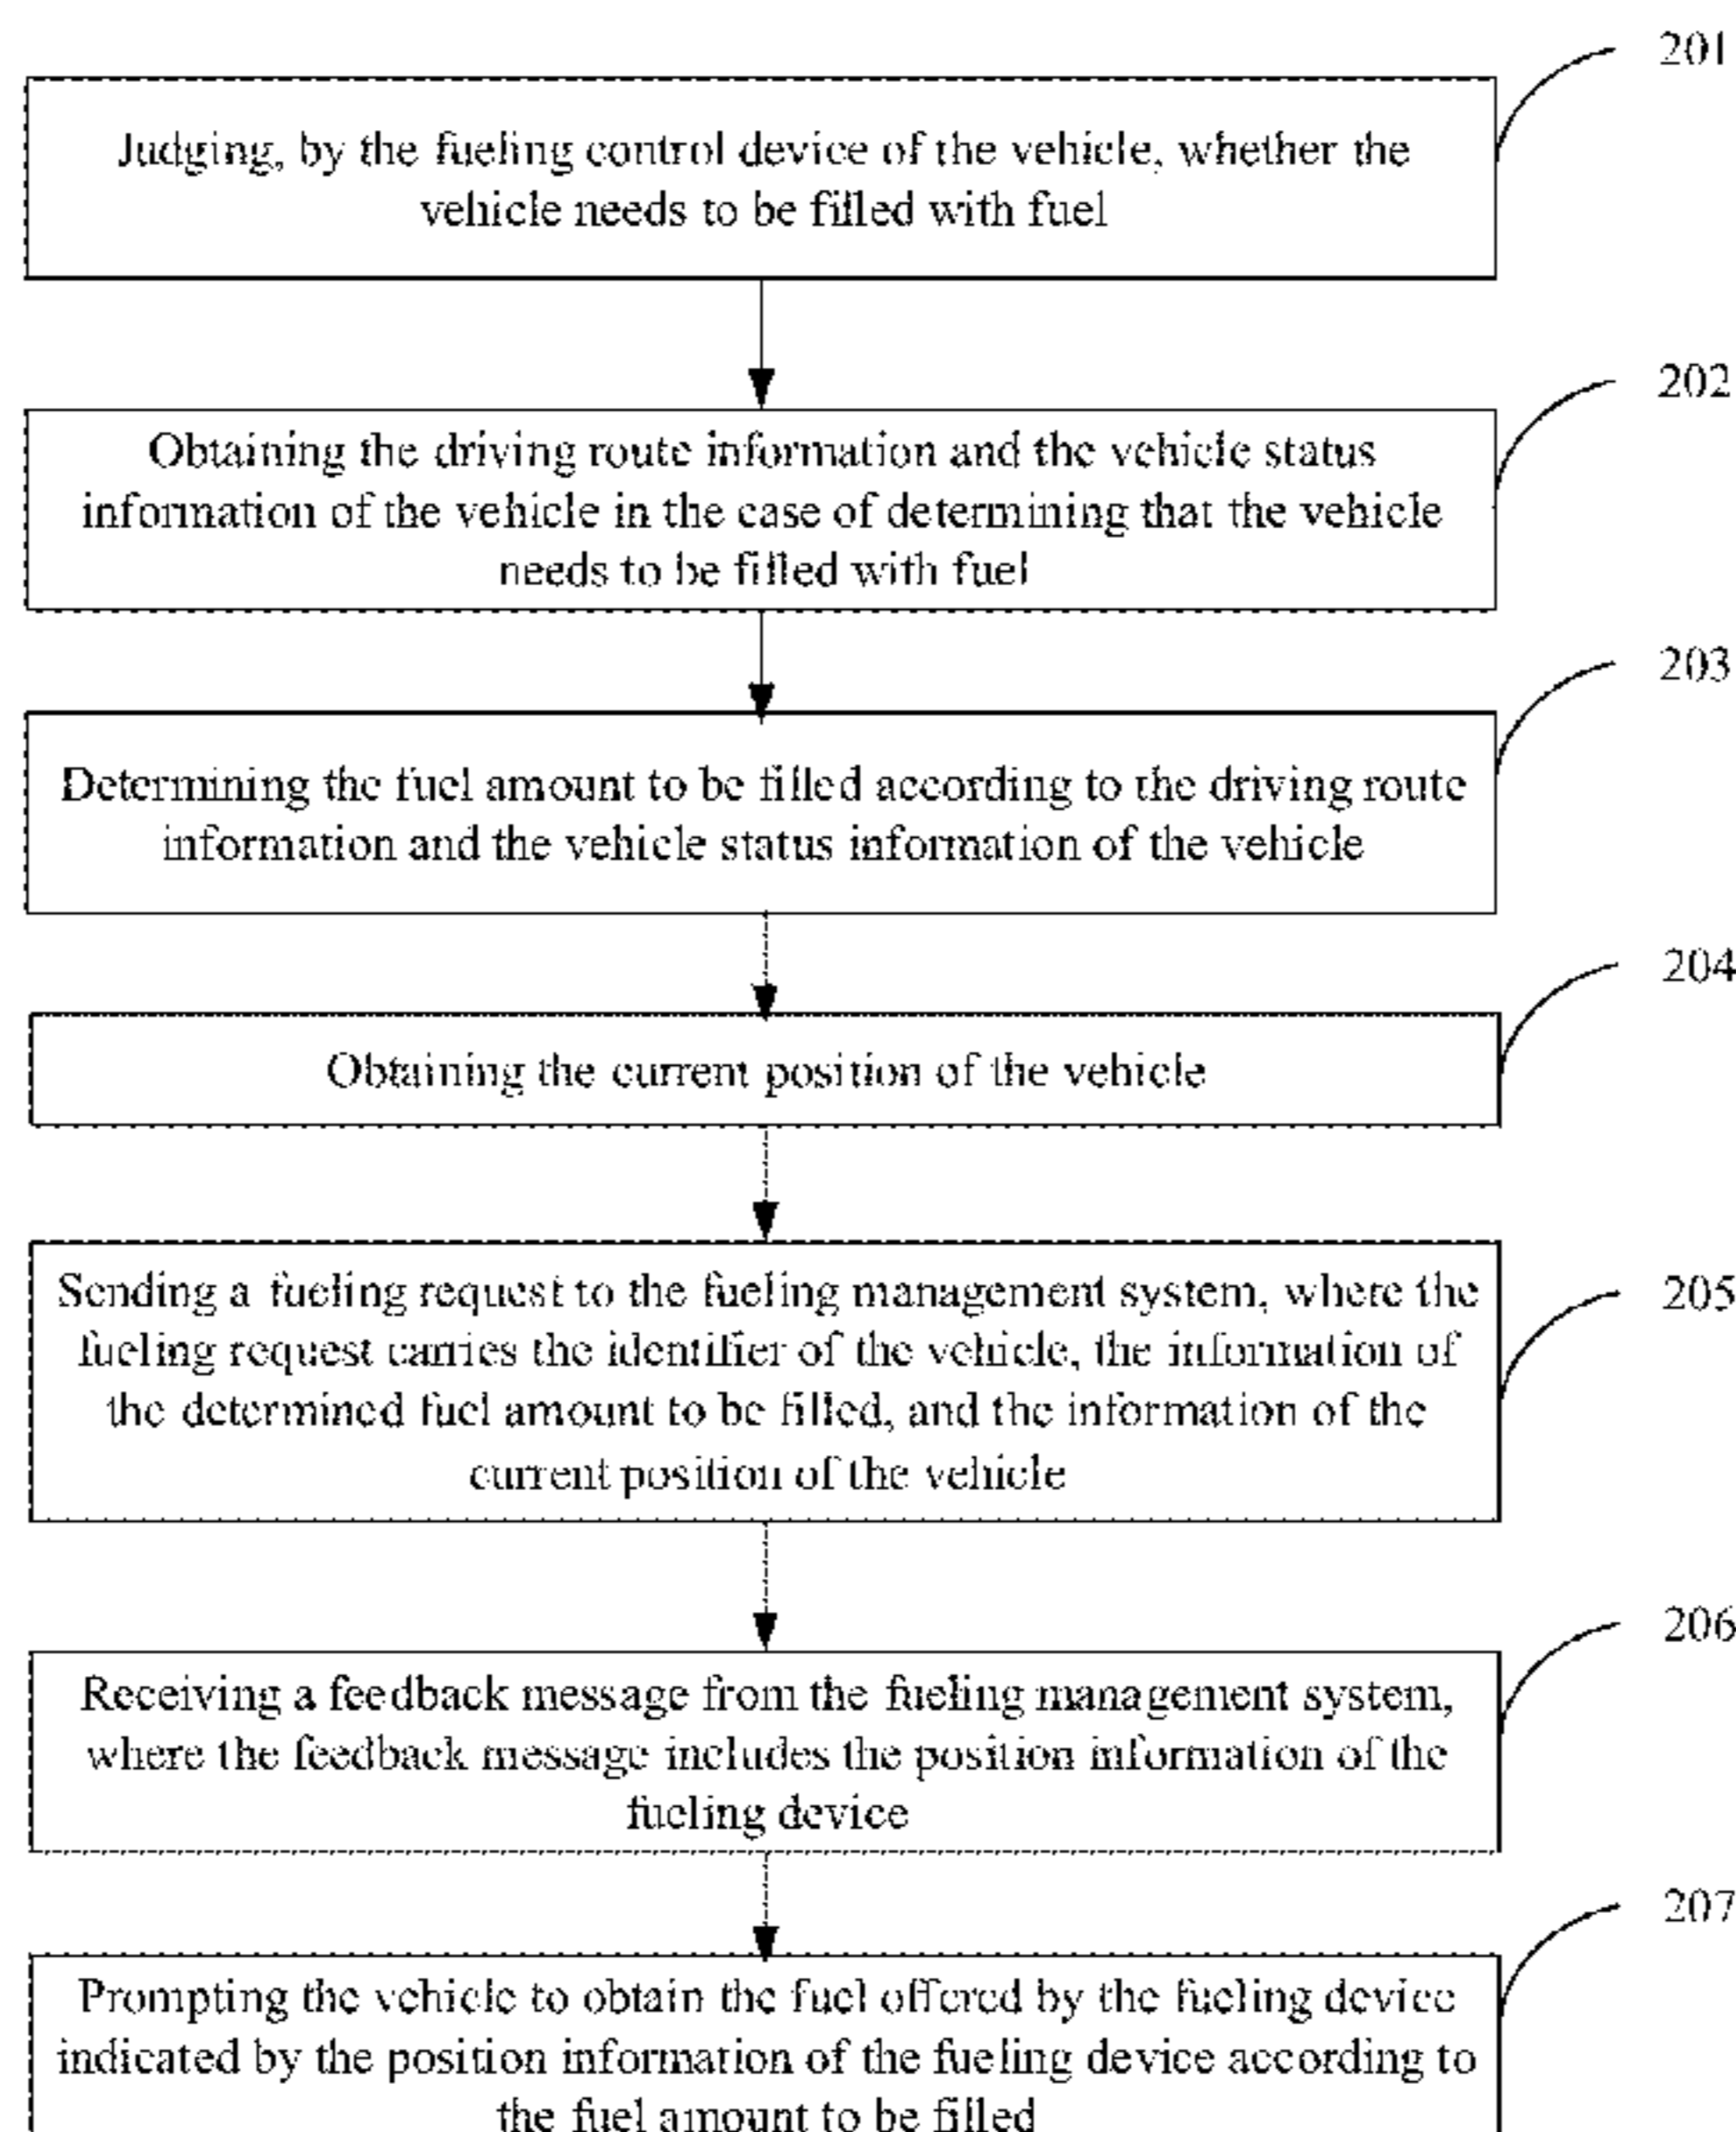 201
Judging, by the fueling control device of the vehicle, whether the
vehicle needs to be filled with fuel
202
Obtaining the driving route information and the vehicle status
information of the vehicle in the case of determining that the vehicle
needs to be filled with fuel
203
Determining the fuel amount to be filled according to the driving route
information and the vehicle status information of the vehicle
204
Obtaining the current position of the vehicle
205
Sending a fueling request to the fueling management system, where the
fueling request carries the identifier of the vehicle, the information of
the determined fuel amount to be filled, and the information of the
current position of the vehicle
206
Receiving a feedback message from the fueling management system,
where the feedback message includes the position information of the
fueling device
207
Prompting the vehicle to obtain the fuel offered by the fueling device
indicated by the position information of the fueling device according to
the fuel amount to be filled